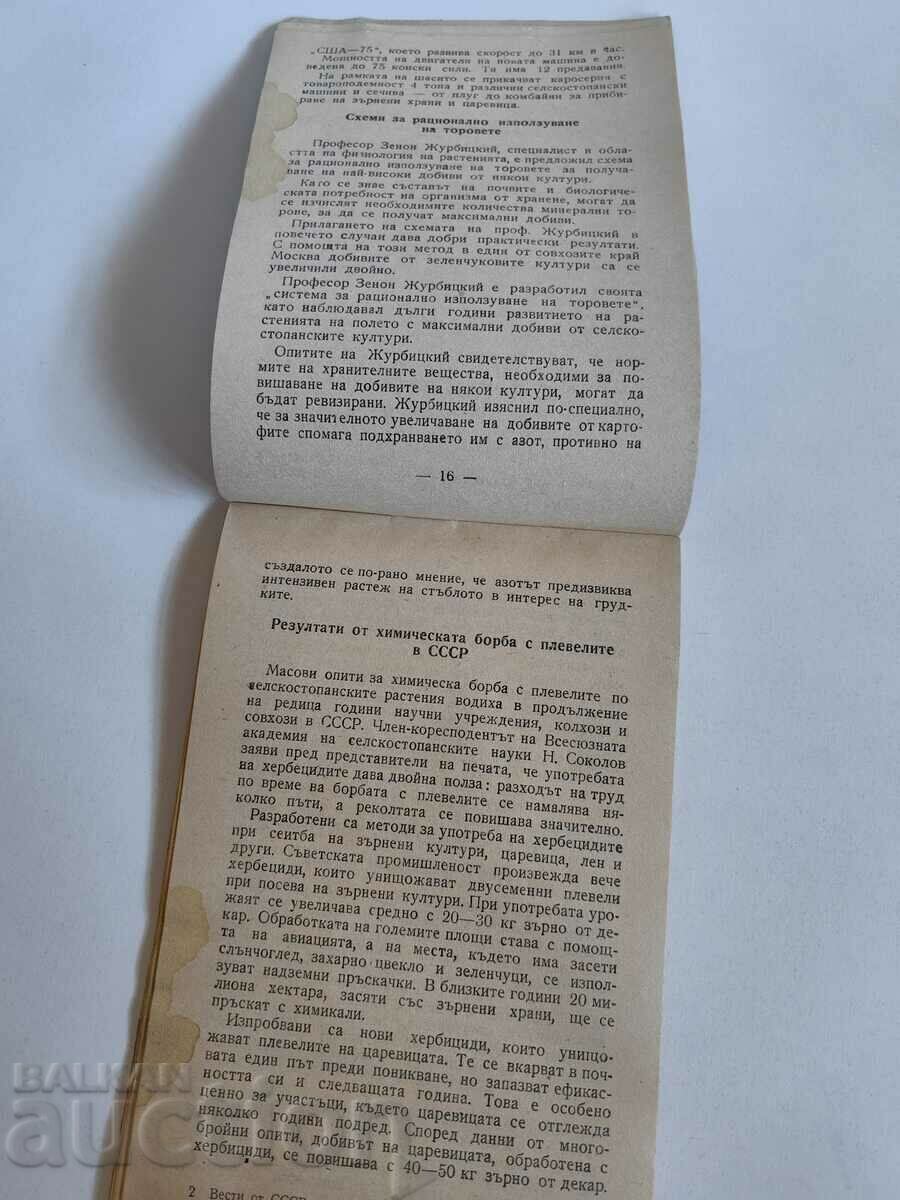 „США—75“, което развива скорост до 31 км в час.
Мощността на двигателя на новата машина е до-
ведена до 75 конски сили. Тя има 12 предавания.
На рамката на шасито се прикачват каросерия с
товароподемност 4 тона и различни селскостопански
машини и сечива — от плуг до комбайни за приби-
ране на зърнени храни и царевица.
Схеми за рационално използуване
на торовете
Професор Зенон Журбицкий, специалист в обла-
стта на физиология на растенията, е предложил схема
за рационално използуване на торовете за получа-
ване на най-високи добиви от някои култури.
Като се знае съставът на почвите и биологиче-
ската потребност на организма от хранене, могат да
се изчислят необходимите количества минерални то-
рове, за да се получат максимални добиви.
Прилагането на схемата на проф. Журбицкий в
повечето случаи дава добри практически резултати.
С помощта на този метод в един от совхозите край
Москва добивите от зеленчуковите култури са се
увеличили двойно.
Професор Зенон Журбицкий е разработил своята
„система за рационално използуване на торовете“,
като наблюдавал дълги години развитието на ра-
стенията на полето с максимални добиви от селско-
стопанските култури.
Опитите на Журбицкий свидетелствуват, че нор-
мите на хранителните вещества, необходими за по-
вишаване на добивите на някои култури, могат да
бъдат ревизирани. Журбицкий изяснил по-специално,
че за значителното увеличаване на добивите от карто-
фите спомага подхранването им с азот, противно на
— 16 —
създалото се по-рано мнение, че азотът предизвиква
интензивен растеж на стъблото в интерес на груд-
ките.
Резултати от химическата борба с плевелите
в СССР
Масови опити за химическа борба с плевелите по
селскостопанските растения водиха в продължение
на редица години научни учреждения, колхози и
совхози в СССР. Член-кореспондентът на Всесюзната
академия на селскостопанските науки Н. Соколов
заяви пред представители на печата, че употребата
на хербецидите дава двойна полза: разходът на труд
по време ва борбата с плевелите се намалява ня-
колко пъти, а реколтата се повишава значително.
Разработени са методи за употреба на хербецидите
при сеитба на зърнени култури, царевица, лен и
други. Съветската промишленост произвежда вече
хербециди, които унищожават двусеменни плевели
при посева на зърнени култури. При употребата уро-
жаят се увеличава средно с 20—30 кг зърно от де-
кар. Обработката на големите площи става с помощ-
та на авиацията, а на места, където има засети
слънчоглед, захарно цвекло и зеленчуци, се изпол-
зуват надземни пръскачки. В близките години 20 ми-
лиона хектара, засяти със зърнени храни, ще се
пръскат с химикали.
Изпробвани са нови хербициди, които унищо-
жават плевелите на царевицата. Те се вкарват в поч-
вата един път преди поникване, но запазват ефикас-
ността си и следващата година. Това е особено
ценно за участъци, където царевицата се отглежда
няколко години подред. Според данни от много-
бройни опити, добивът на царевицата, обработена с
хербициди, се повишава с 40—50 кг зърно от декар.
2 Вести от СССР
BALKAN
auction